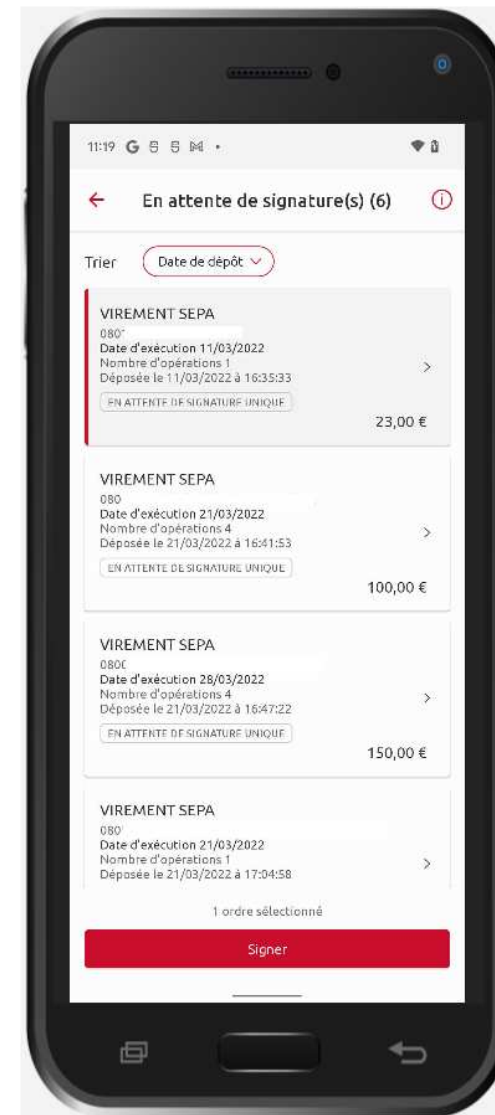 11:19 G
En attente de signature(s) (6)
Trier Date de dépôt
VIREMENT SEPA
080
Date d'exécution 11/03/2022
Nombre d'opérations 1
Déposée le 11/03/2022 à 16:35:33
EN ATTENTE DE SIGNATURE UNIQUE
23,00 €
VIREMENT SEPA
080
Date d'exécution 21/03/2022
Nombre d'opérations 4
Déposée le 21/03/2022 à 16:41:53
EN ATTENTE DE SIGNATURE UNIQUE
100,00 €
VIREMENT SEPA
080
Date d'exécution 28/03/2022
Nombre d'opérations 4
Déposée le 21/03/2022 à 16:47:22
EN ATTENTE DE SIGNATURE UNIQUE
150,00 €
VIREMENT SEPA
080
Date d'exécution 21/03/2022
Nombre d'opérations 1
Déposée le 21/03/2022 à 17:04:58
1 ordre sélectionné
Signer